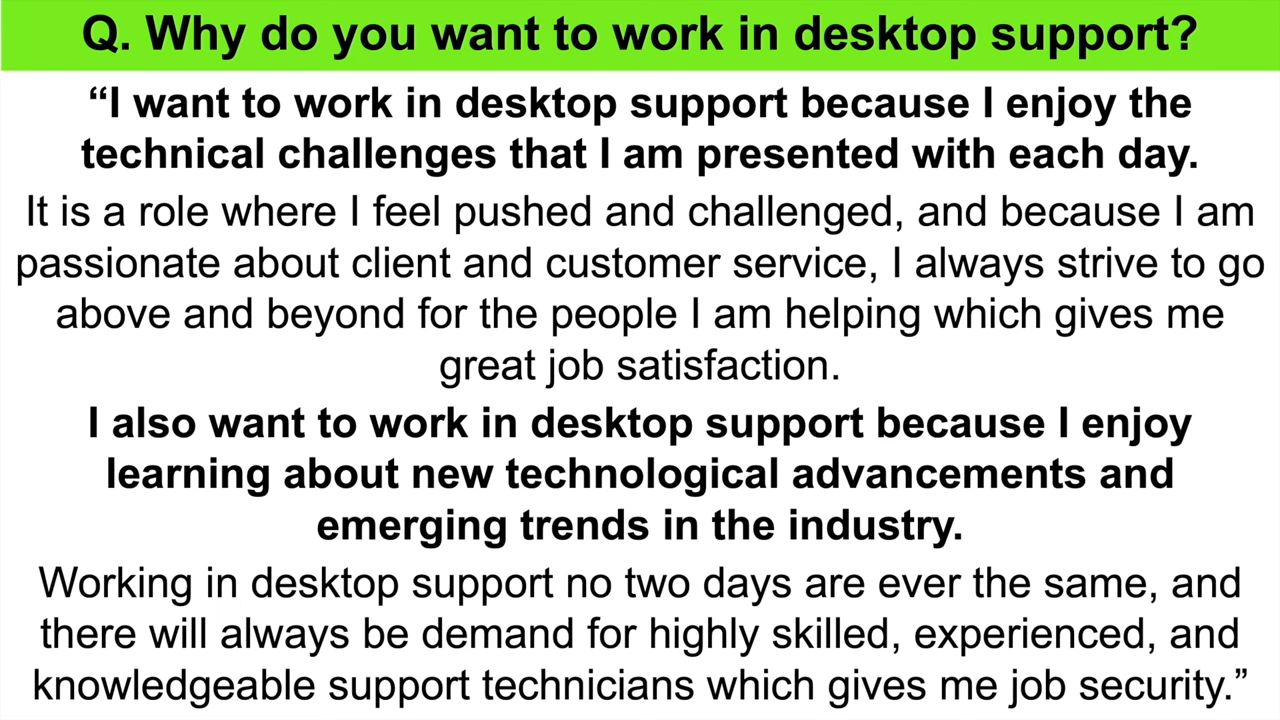 Q. Why do you want to work in desktop support?
“I want to work in desktop support because I enjoy the
technical challenges that I am presented with each day.
It is a role where I feel pushed and challenged, and because I am
passionate about client and customer service, I always strive to go
above and beyond for the people I am helping which gives me
great job satisfaction.
I also want to work in desktop support because I enjoy
learning about new technological advancements and
emerging trends in the industry.
Working in desktop support no two days are ever the same, and
there will always be demand for highly skilled, experienced, and
knowledgeable support technicians which gives me job security.”